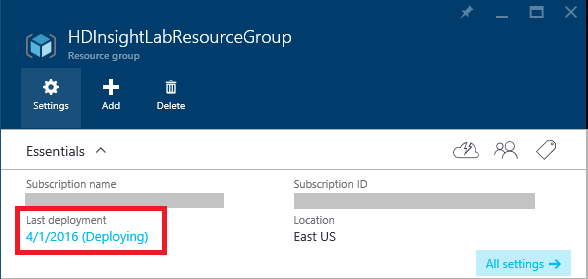 HDInsightLabResourceGroup
Resource group
Settings Add Delete
Essentials
Subscription name Subscription ID
Last deployment Location
4/1/2016 (Deploying) East US
All settings →